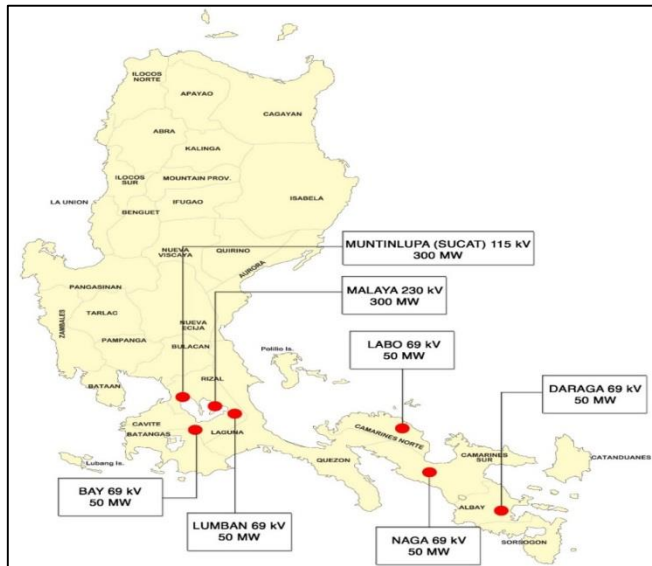 ILOCOS
NORTE
APAYAO
CAGAYAN
ABRA
KALINGA
ILOCOS
SUR
MOUNTAIN PROV.
ISABELA
LA UNION
IFUGAO
BENGUET
MUNTINLUPA (SUCAT) 115 kV
300 MW
NUEVA
VISCAYA
QUIRINO
AURORA
PANGASINAN
MALAYA 230 kV
300 MW
ZAMBALES
TARLAC
NUEVA
ECIJA
PAMPANGA
BULACAN
LABO 69 kV
50 MW
Polillo Is.
BATAAN
RIZAL
DARAGA 69 kV
50 MW
CAVITE
BATANGAS
LAGUNA
CAMARINES NORTE
Lubang Is.
QUEZON
CAMARINES
SUR
CATANDUANES
BAY 69 kV
50 MW
LUMBAN 69 kV
50 MW
ALBAY
NAGA 69 kV
50 MW
SORSOGON